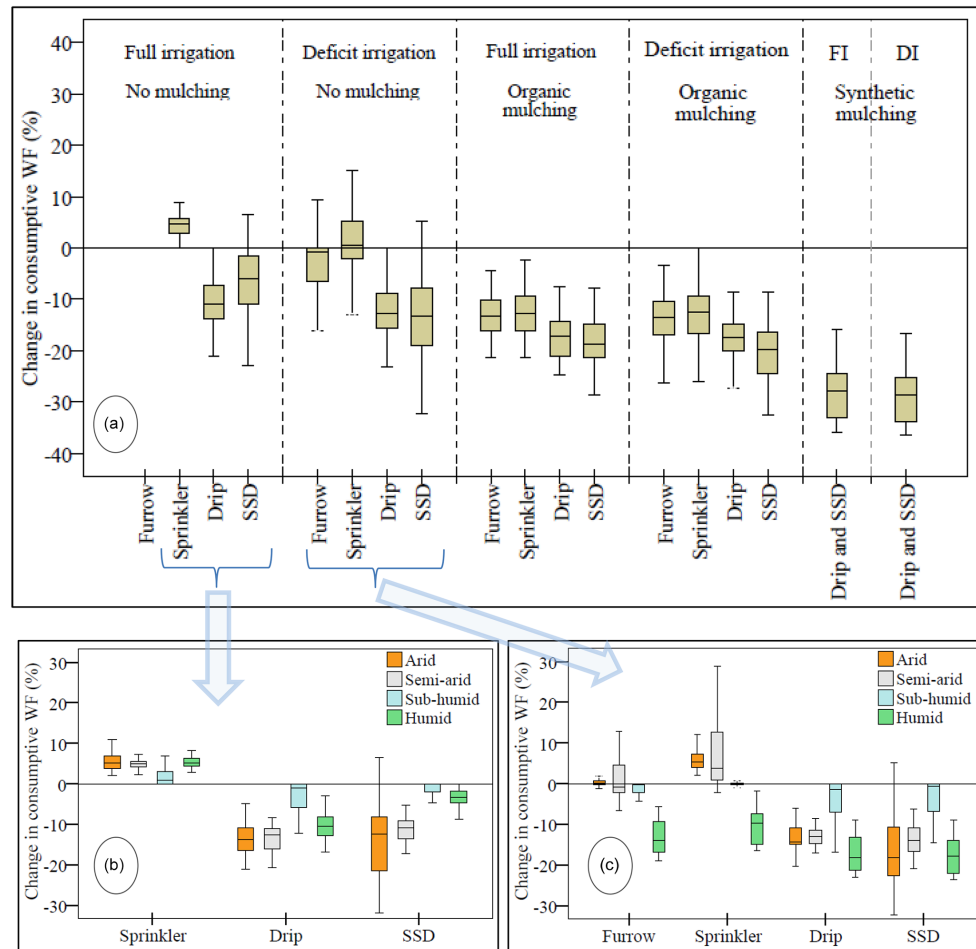 Change in consumptive WF (%)
40
30
20
10
0
-10
-20
-30
-40
Full irrigation
No mulching
Deficit irrigation
No mulching
Full irrigation
Organic
mulching
Deficit irrigation
Organic
mulching
FI DI
Synthetic
mulching
(a)
Furrow
Sprinkler
Drip
SSD
Furrow
Sprinkler
Drip
SSD
Furrow
Sprinkler
Drip
SSD
Furrow
Sprinkler
Drip
SSD
Drip and SSD
Drip and SSD
Change in consumptive WF (%)
30
20
10
0
-10
-20
-30
Arid
Semi-arid
Sub-humid
Humid
(b)
Sprinkler Drip SSD
Change in consumptive WF (%)
30
20
10
0
-10
-20
-30
Arid
Semi-arid
Sub-humid
Humid
(c)
Furrow Sprinkler Drip SSD